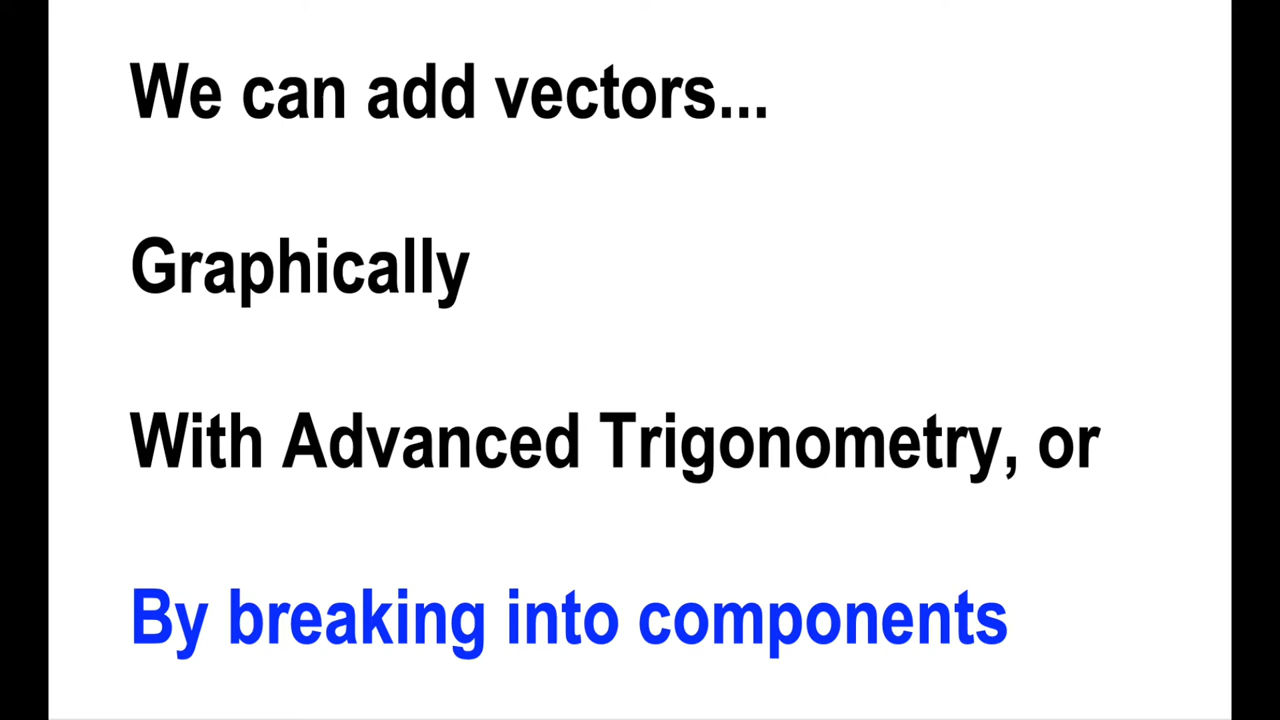 We can add vectors...
Graphically
With Advanced Trigonometry, or
By breaking into components